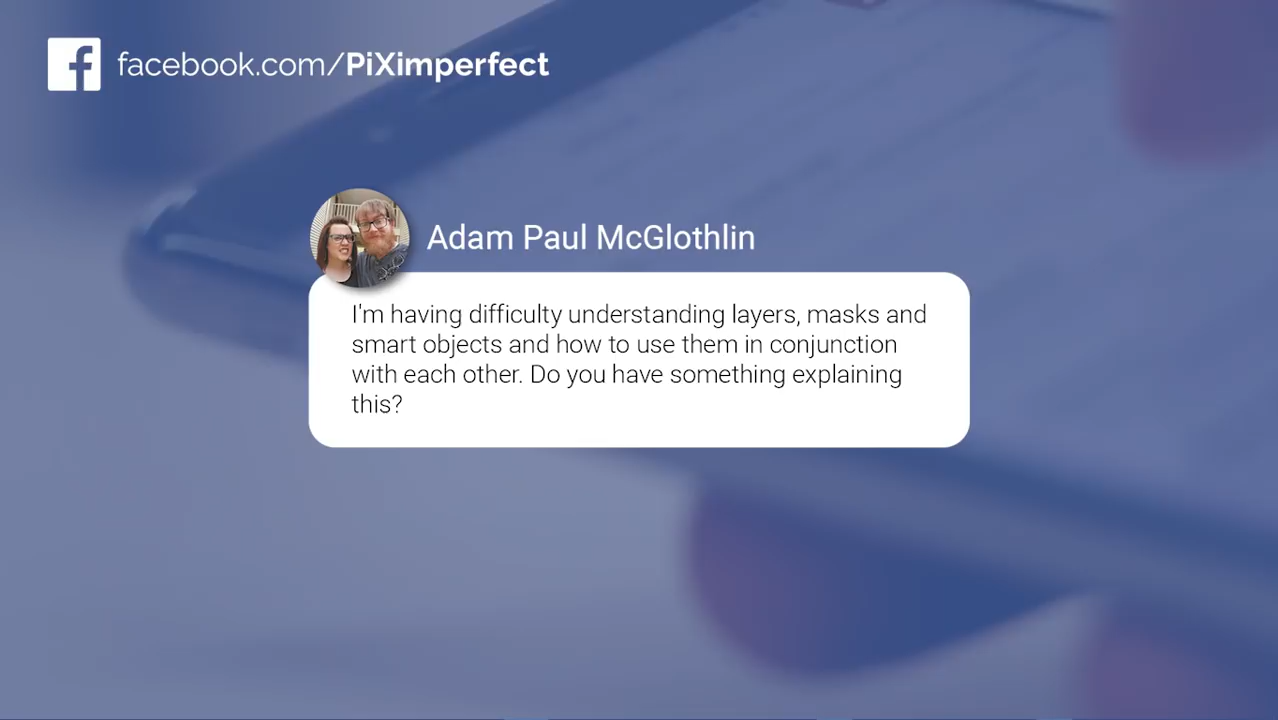 facebook.com/PiXimperfect
Adam Paul McGlothlin
I'm having difficulty understanding layers, masks and
smart objects and how to use them in conjunction
with each other. Do you have something explaining
this?